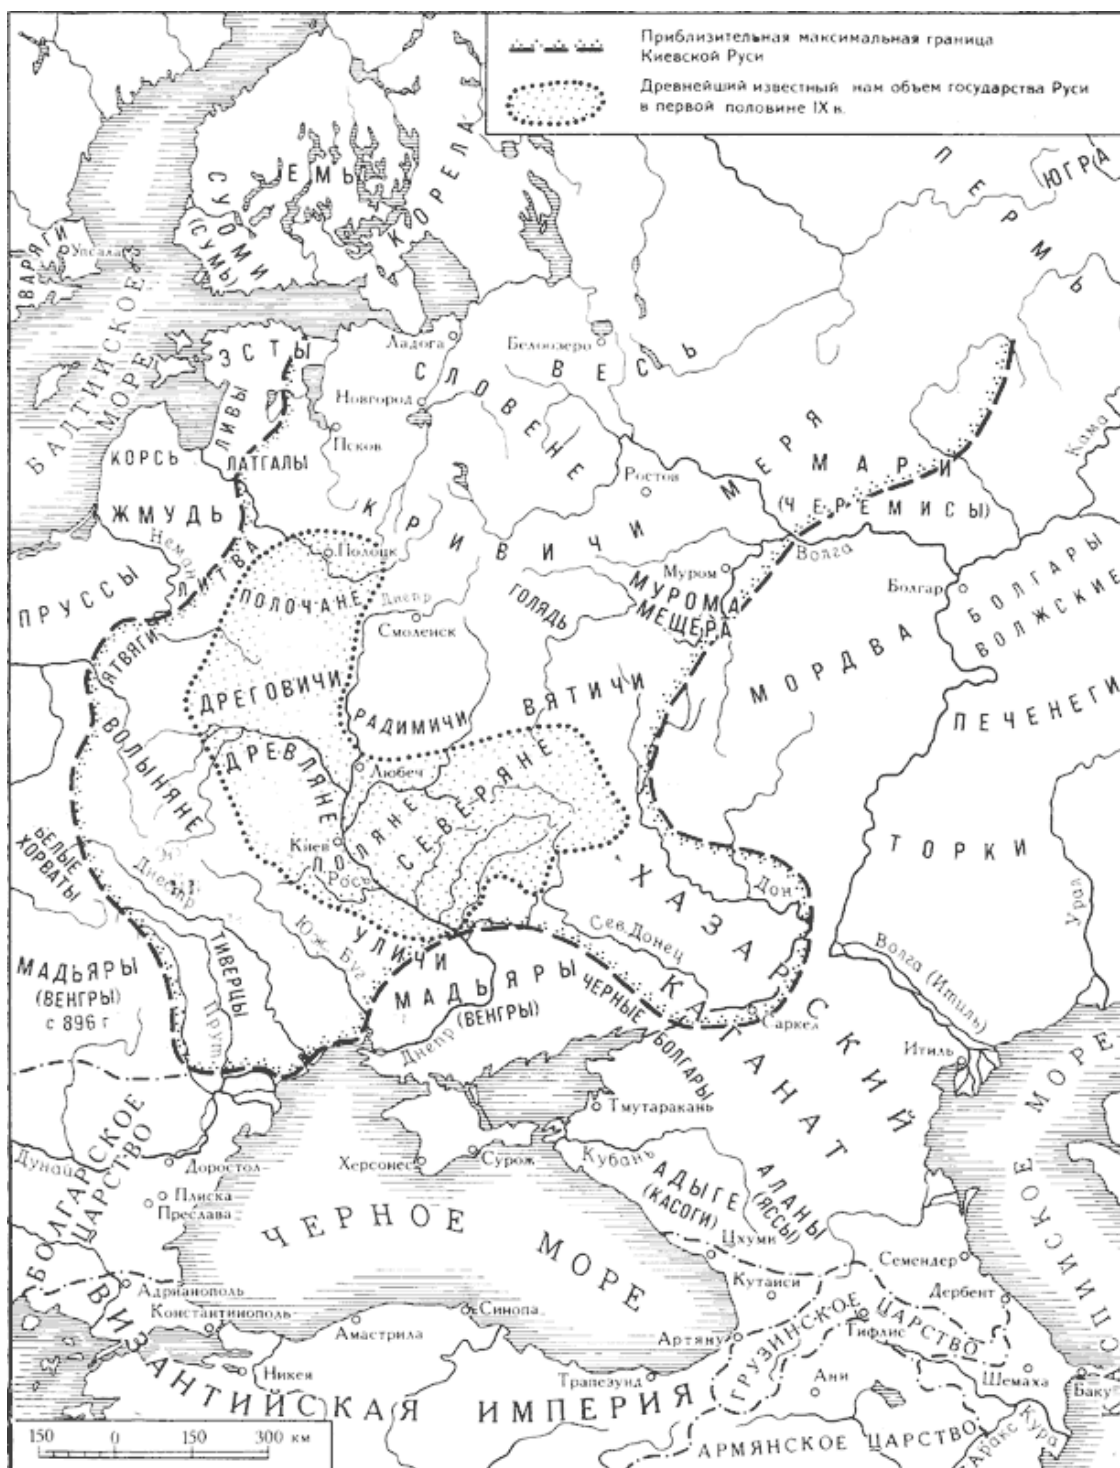 Приблизительная максимальная граница
Киевской Руси
Древнейший известный нам объем государства Руси
в первой половине IX в.
ПЕРМЬ
ЮГРА
ЕМЬ
СУОМИ
(СУМЬ)
КОРЕЛА
ВАРЯГИ
Упсала
БАЛТИЙСКОЕ
МОРЕ
ЭСТЫ
Ладога
Белоозеро
ВЕСЬ
СЛОВЕНЕ
Новгород
ЛИВЫ
Псков
КОРСЬ
ЛАТГАЛЫ
Ростов
МЕРЯ
МАРИ
(ЧЕРЕМИСЫ)
Кама
ЖМУДЬ
КРИВИЧИ
Неман
ЛИТВА
Полоцк
Волга
Муром
Болгар
БОЛГАРЫ
ВОЛЖСКИЕ
ПРУССЫ
ПОЛОЧАНЕ
Днепр
Смоленск
ГОЛЯДЬ
МУРОМА
МЕЩЕРА
МОРДВА
ЯТВЯГИ
ДРЕГОВИЧИ
РАДИМИЧИ
ВЯТИЧИ
ПЕЧЕНЕГИ
ВОЛЫНЯНЕ
ДРЕВЛЯНЕ
Любеч
СЕВЕРЯНЕ
ПОЛЯНЕ
Киев
Рось
БЕЛЫЕ
ХОРВАТЫ
Днестр
ТОРКИ
Урал
Дон
ХАЗАРСКИЙ
КАГАНАТ
Юж. Буг
УЛИЧИ
Сев. Донец
ТИВЕРЦЫ
МАДЬЯРЫ
(ВЕНГРЫ)
с 896 г
Прут
МАДЬЯРЫ
(ВЕНГРЫ)
ЧЕРНЫЕ
БОЛГАРЫ
Волга (Итиль)
Саркел
Днепр
Итиль
Тмутаракань
КАСПИЙСКОЕ МОРЕ
БОЛГАРСКОЕ
ЦАРСТВО
Дунай
Доростол
Херсонес
Сурож
Кубань
АДЫГЕ
(КАСОГИ)
АЛАНЫ
(ЯССЫ)
Плиска
Преслава
ЧЕРНОЕ МОРЕ
Цхуми
Семендер
Кутаиси
Дербент
Адрианополь
Константинополь
Синопа
Амастрила
Артяну
ГРУЗИНСКОЕ ЦАРСТВО
Тифлис
Никея
Трапезунд
Ани
Шемаха
Баку
ВИЗАНТИЙСКАЯ ИМПЕРИЯ
АРМЯНСКОЕ ЦАРСТВО
Аракс
Кура
150 0 150 300 км